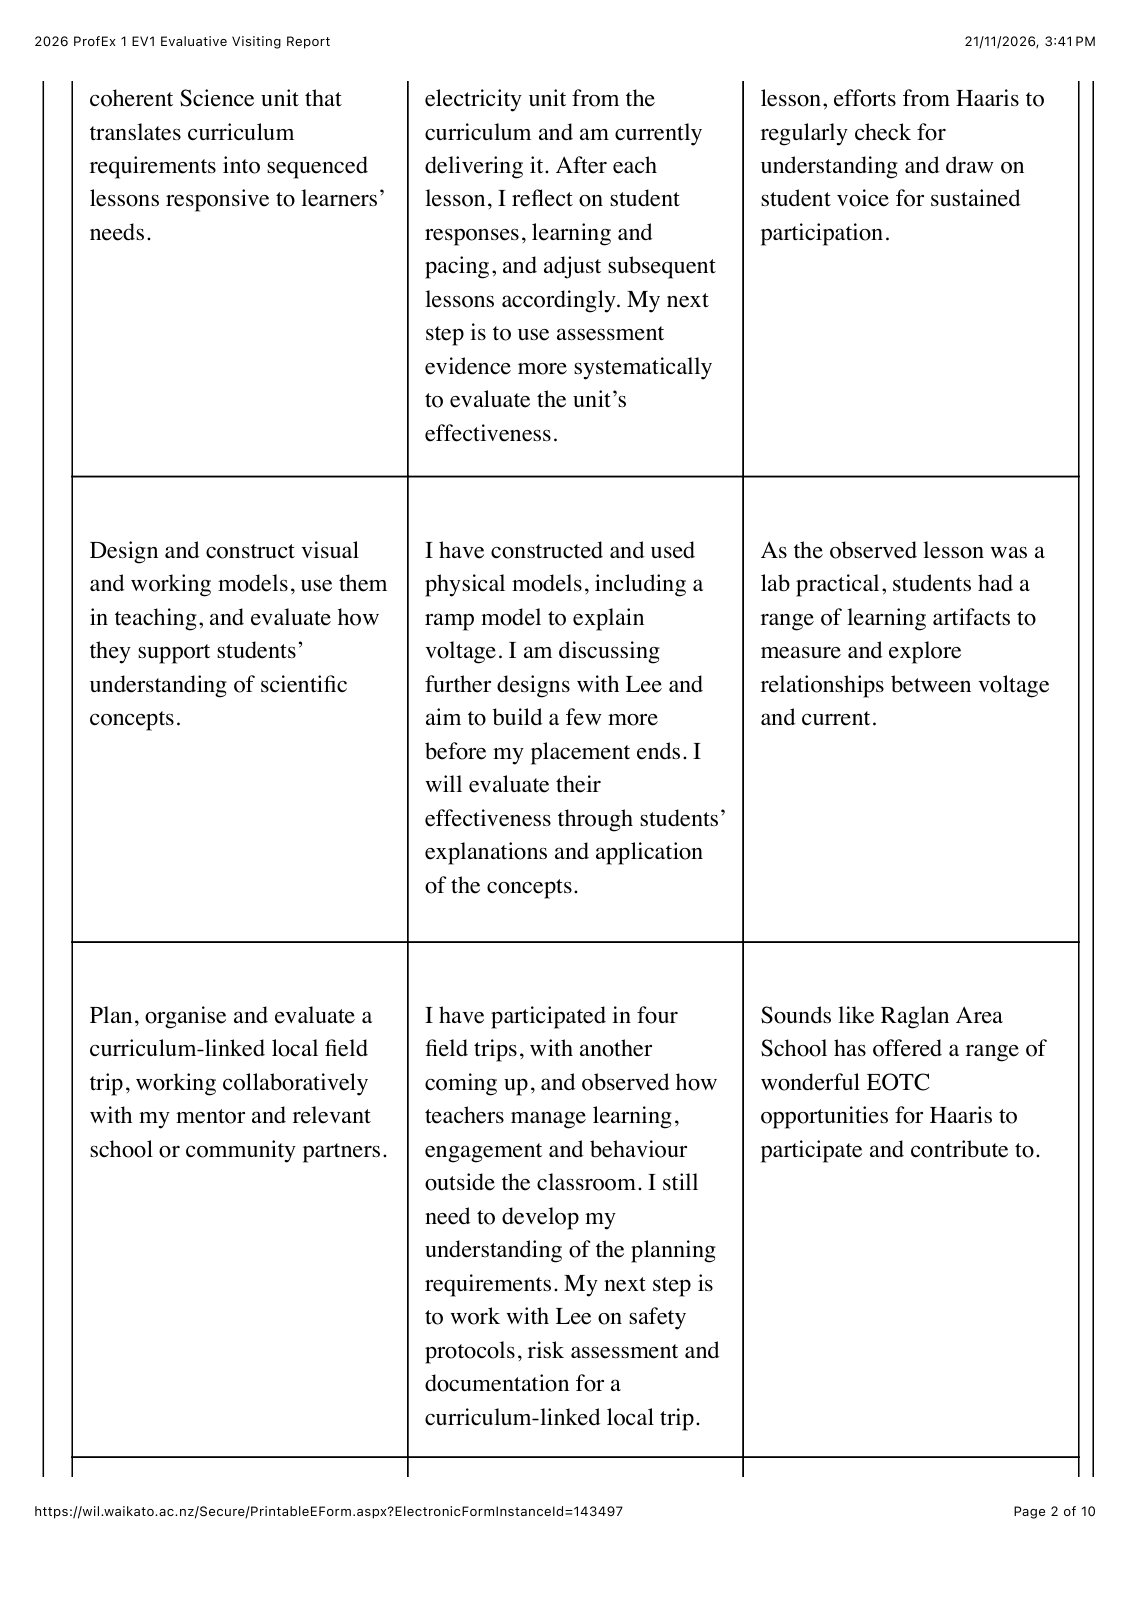 2026 ProfEx 1 EV1 Evaluative Visiting Report
21/11/2026, 3:41 PM
coherent Science unit that
translates curriculum
requirements into sequenced
lessons responsive to learners’
needs.
electricity unit from the
curriculum and am currently
delivering it. After each
lesson, I reflect on student
responses, learning and
pacing, and adjust subsequent
lessons accordingly. My next
step is to use assessment
evidence more systematically
to evaluate the unit’s
effectiveness.
lesson, efforts from Haaris to
regularly check for
understanding and draw on
student voice for sustained
participation.
Design and construct visual
and working models, use them
in teaching, and evaluate how
they support students’
understanding of scientific
concepts.
I have constructed and used
physical models, including a
ramp model to explain
voltage. I am discussing
further designs with Lee and
aim to build a few more
before my placement ends. I
will evaluate their
effectiveness through students’
explanations and application
of the concepts.
As the observed lesson was a
lab practical, students had a
range of learning artifacts to
measure and explore
relationships between voltage
and current.
Plan, organise and evaluate a
curriculum-linked local field
trip, working collaboratively
with my mentor and relevant
school or community partners.
I have participated in four
field trips, with another
coming up, and observed how
teachers manage learning,
engagement and behaviour
outside the classroom. I still
need to develop my
understanding of the planning
requirements. My next step is
to work with Lee on safety
protocols, risk assessment and
documentation for a
curriculum-linked local trip.
Sounds like Raglan Area
School has offered a range of
wonderful EOTC
opportunities for Haaris to
participate and contribute to.
https://wil.waikato.ac.nz/Secure/PrintableEForm.aspx?ElectronicFormInstanceId=143497
Page 2 of 10